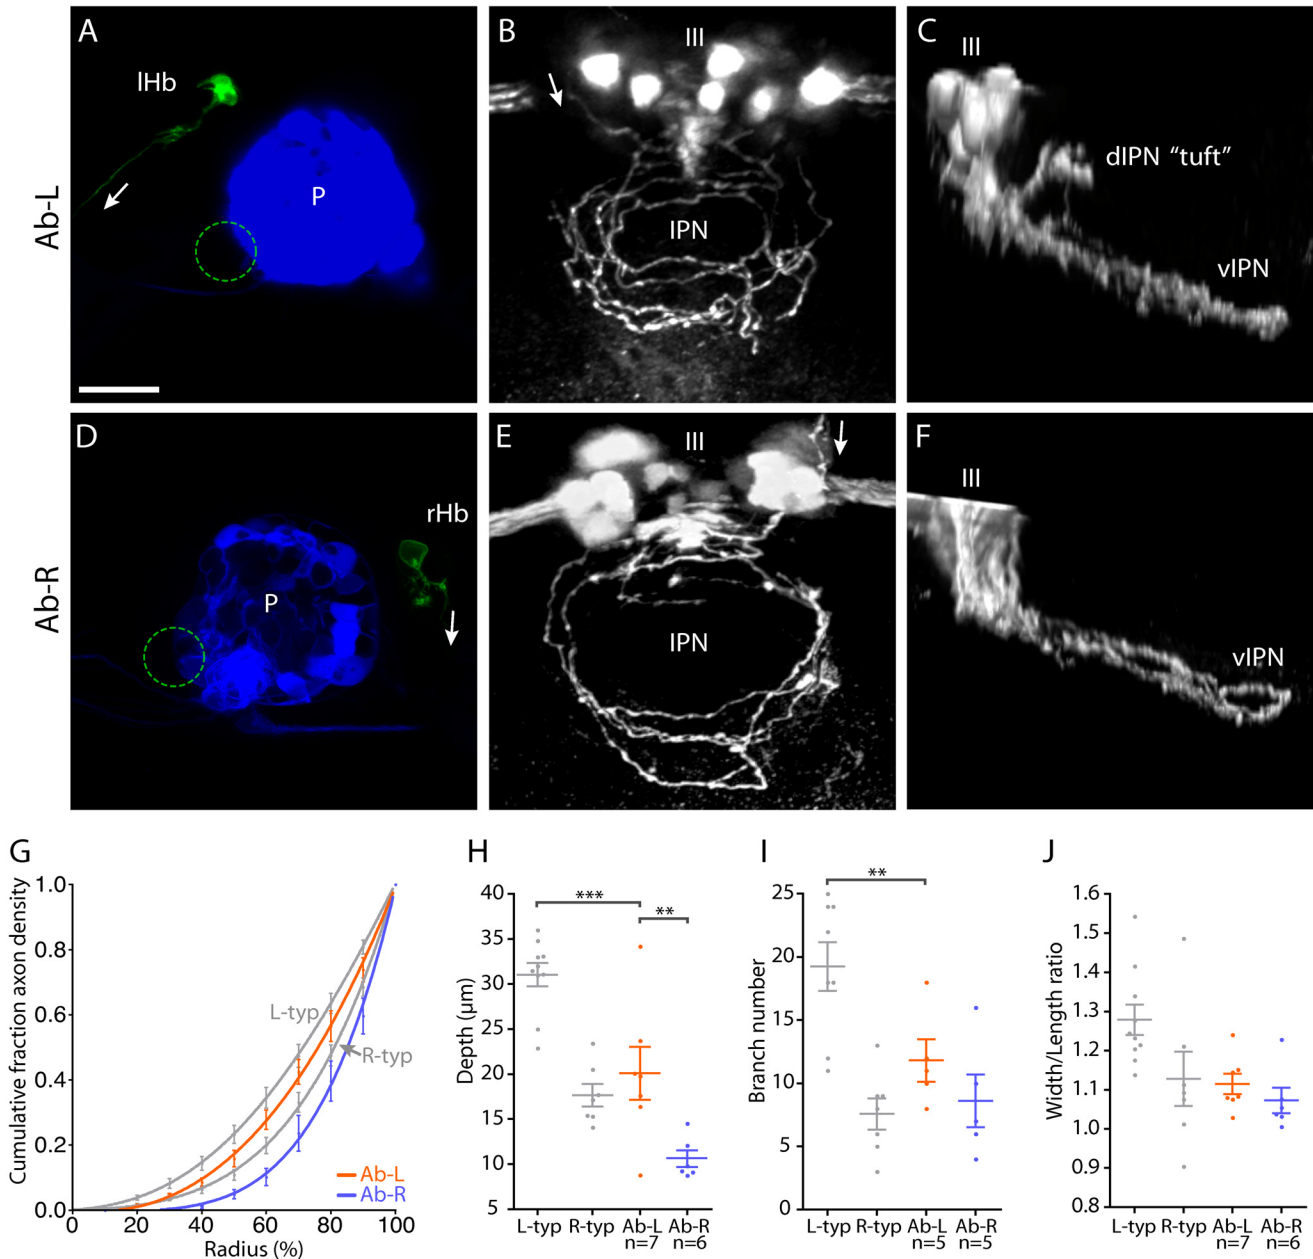 A
lHb
P
Ab-L
B
III
IPN
C
III
dIPN “tuft”
vIPN
D
rHb
P
Ab-R
E
III
IPN
F
III
vIPN
G
1.0
0.8
0.6
0.4
0.2
0.0
Cumulative fraction axon density
L-typ
R-typ
Ab-L
Ab-R
0 20 40 60 80 100
Radius (%)
H
40
35
30
25
20
15
10
5
Depth (µm)
***
**
L-typ R-typ Ab-L Ab-R
n=7 n=6
I
25
20
15
10
5
0
Branch number
**
L-typ R-typ Ab-L Ab-R
n=5 n=5
J
1.6
1.5
1.4
1.3
1.2
1.1
1.0
0.9
0.8
Width/Length ratio
L-typ R-typ Ab-L Ab-R
n=7 n=6